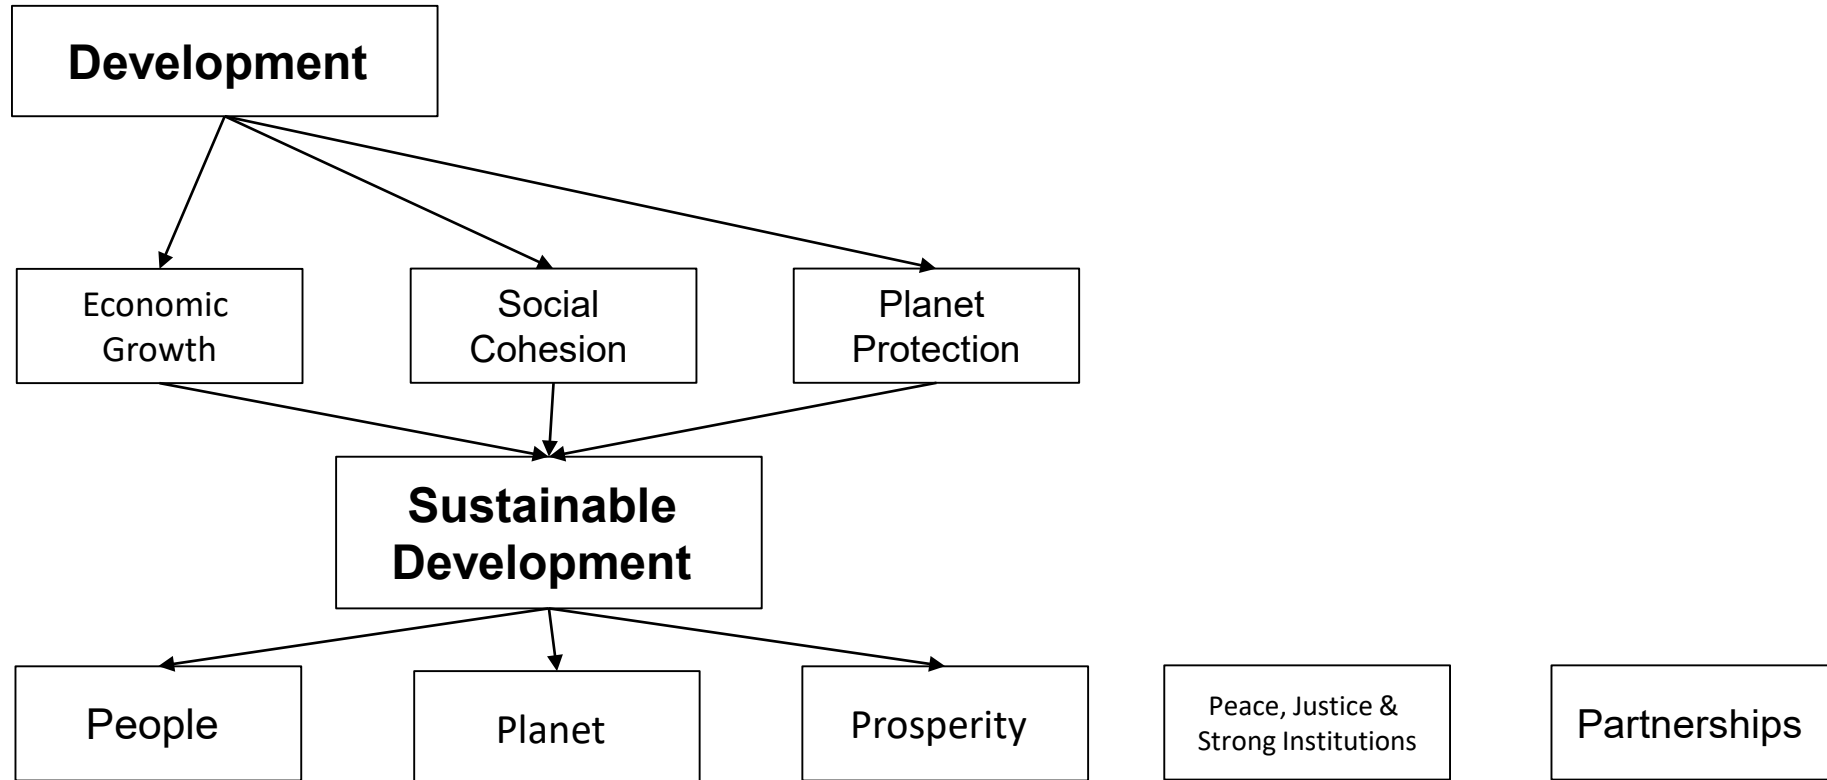 Development
Economic
Growth
Social
Cohesion
Planet
Protection
Sustainable
Development
People
Planet
Prosperity
Peace, Justice &
Strong Institutions
Partnerships